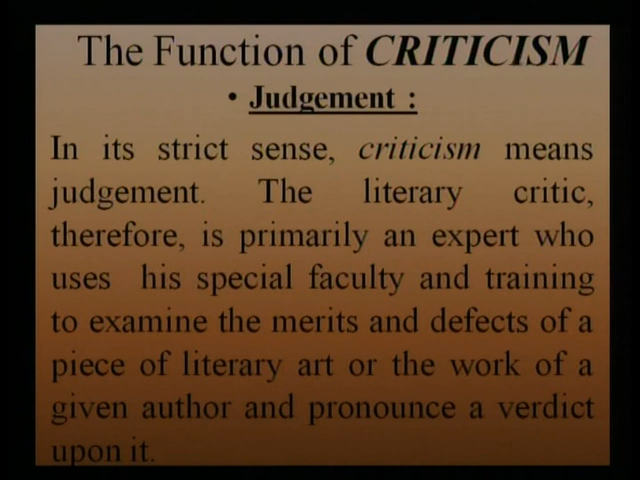 The Function of CRITICISM
• Judgement :
In its strict sense, criticism means
judgement. The literary critic,
therefore, is primarily an expert who
uses his special faculty and training
to examine the merits and defects of a
piece of literary art or the work of a
given author and pronounce a verdict
upon it.